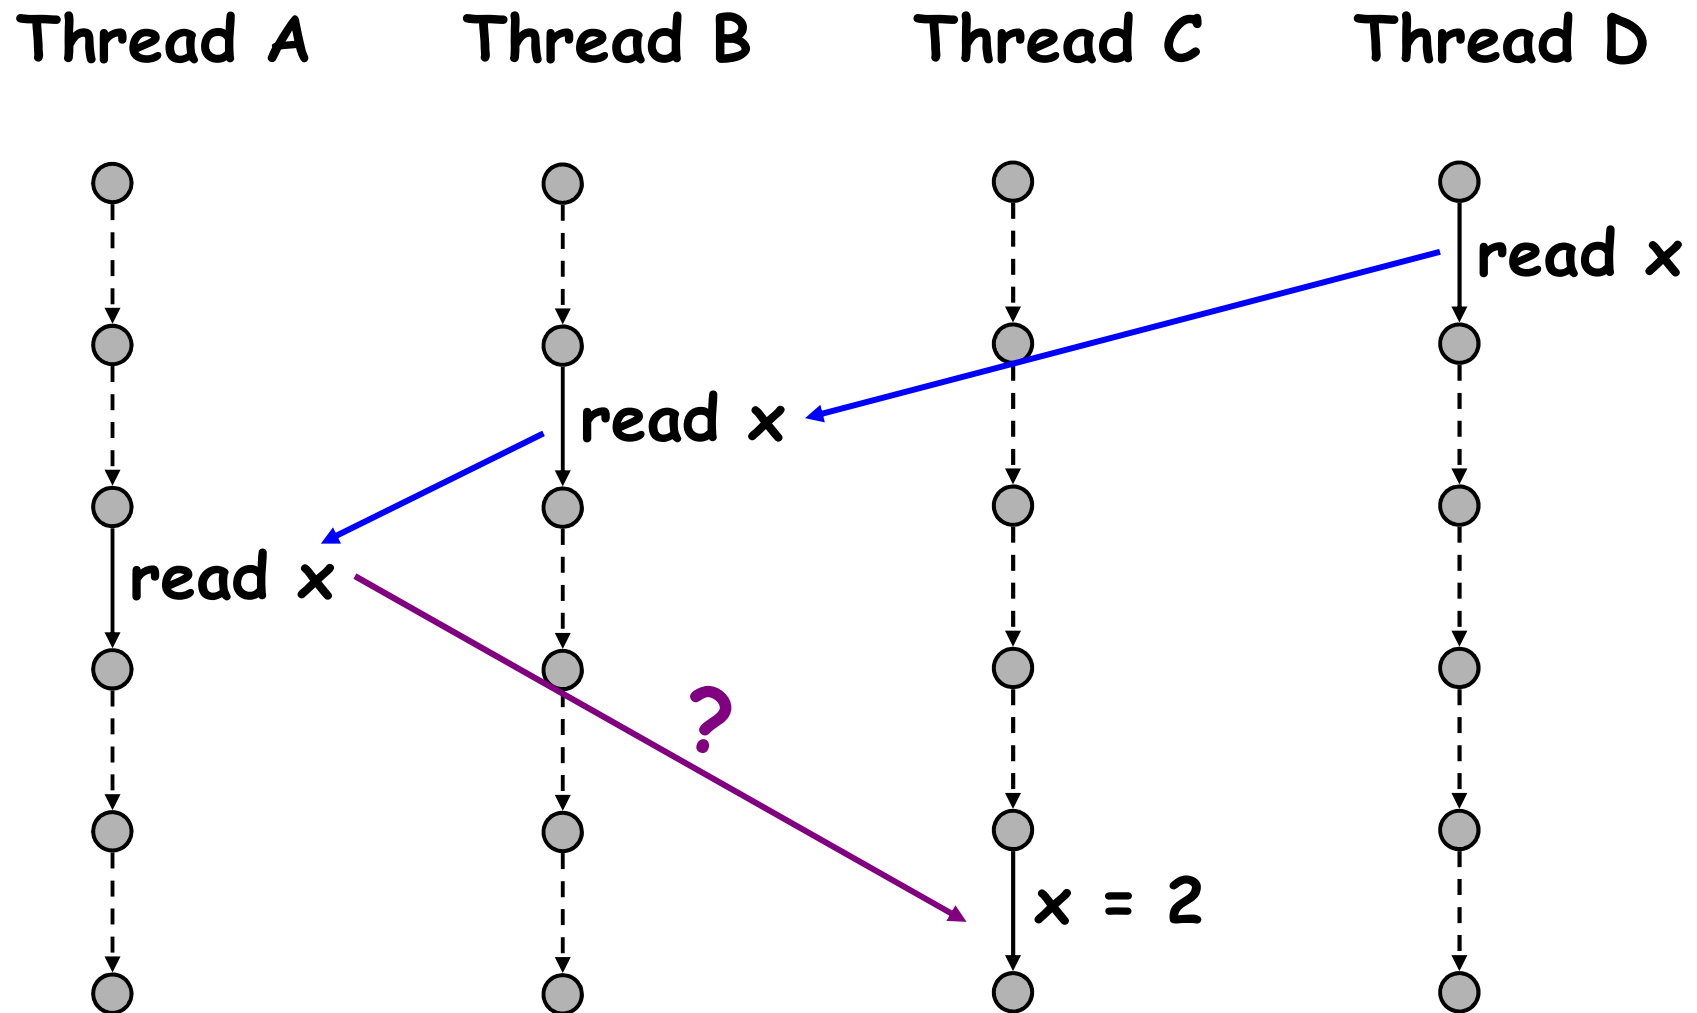 Thread A Thread B Thread C Thread D
read x
read x
read x
?
x = 2